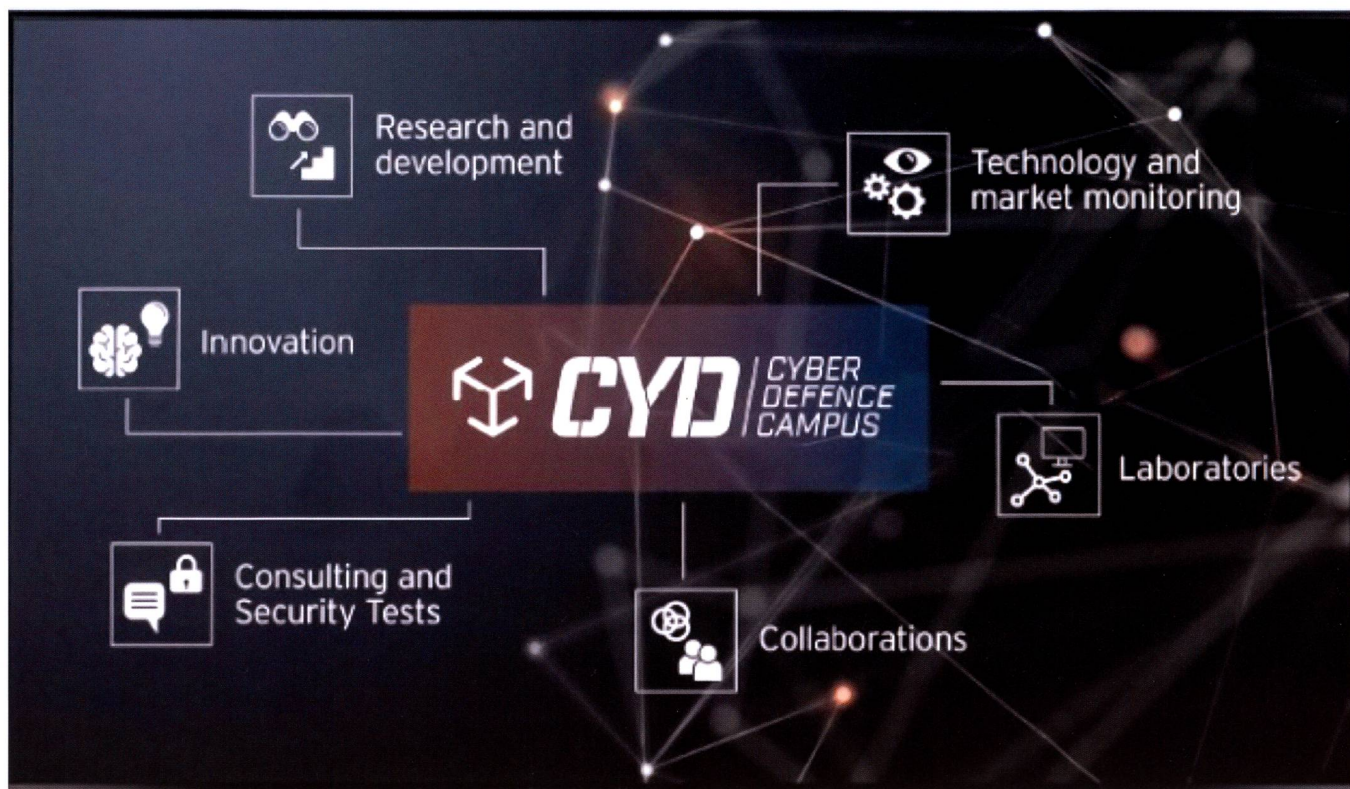 Research and
development
Technology and
market monitoring
Innovation
CYD
CYBER
DEFENCE
CAMPUS
Laboratories
Consulting and
Security Tests
Collaborations